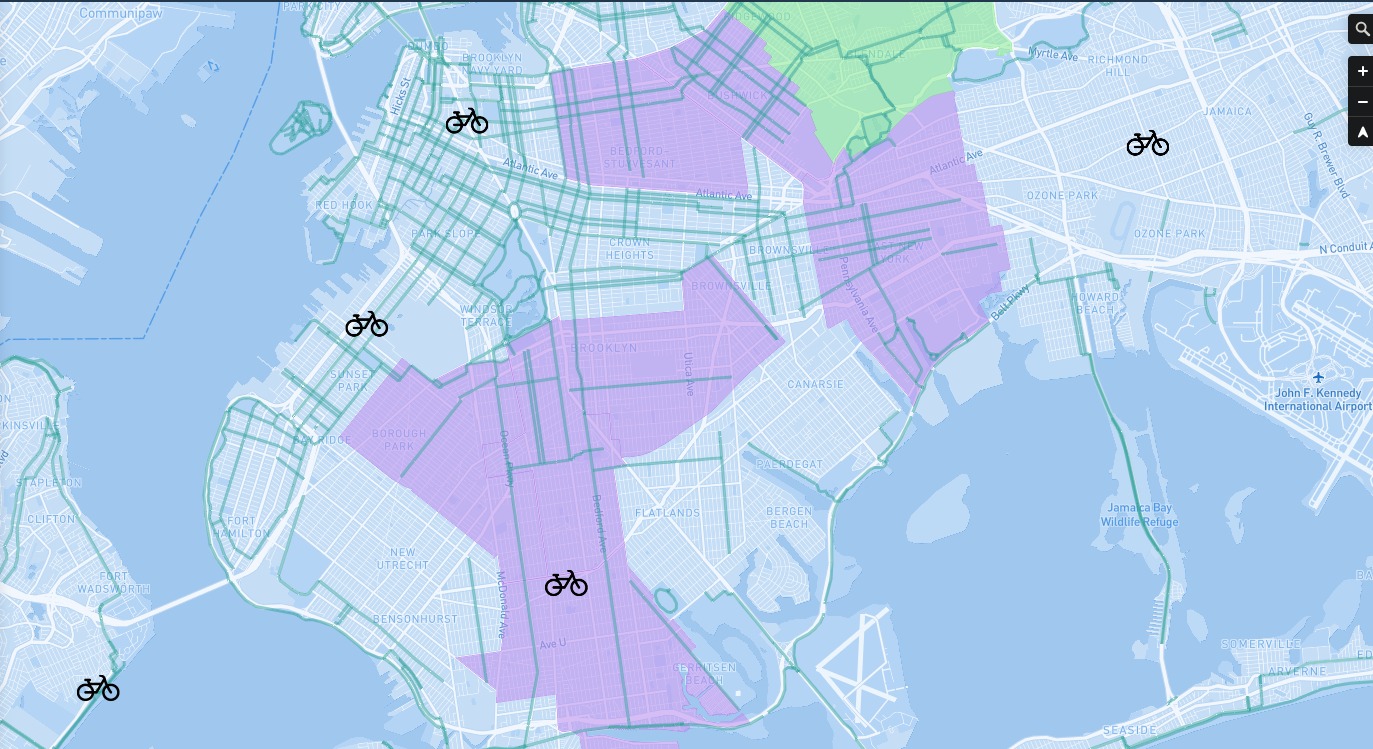 Communipaw
PARK CITY
DUMBO
BROOKLYN
NAVY YARD
Hicks St
RIDGEWOOD
GLENDALE
Myrtle Ave
RICHMOND
HILL
BUSHWICK
JAMAICA
Guy R. Brewer Blvd
BEDFORD-
STUYVESANT
Atlantic Ave
Atlantic Ave
Atlantic Ave
RED HOOK
OZONE PARK
PARK SLOPE
CROWN
HEIGHTS
BROWNSVILLE
EAST NEW
YORK
OZONE PARK
N Conduit A
Pennsylvania Ave
BROWNSVILLE
Belt Pkwy
HOWARD
BEACH
WINDSOR
TERRACE
BROOKLYN
Utica Ave
SUNSET
PARK
CANARSIE
John F. Kennedy
International Airport
KINSVILLE
BAY RIDGE
BOROUGH
PARK
Ocean Pkwy
PAERDEGAT
STAPLETON
CLIFTON
FORT
HAMILTON
Bedford Ave
FLATLANDS
BERGEN
BEACH
Jamaica Bay
Wildlife Refuge
NEW
UTRECHT
FORT
WADSWORTH
McDonald Ave
BENSONHURST
Ave U
GERRITSEN
BEACH
SOMERVILLE
ARVERNE
ED
SEASIDE